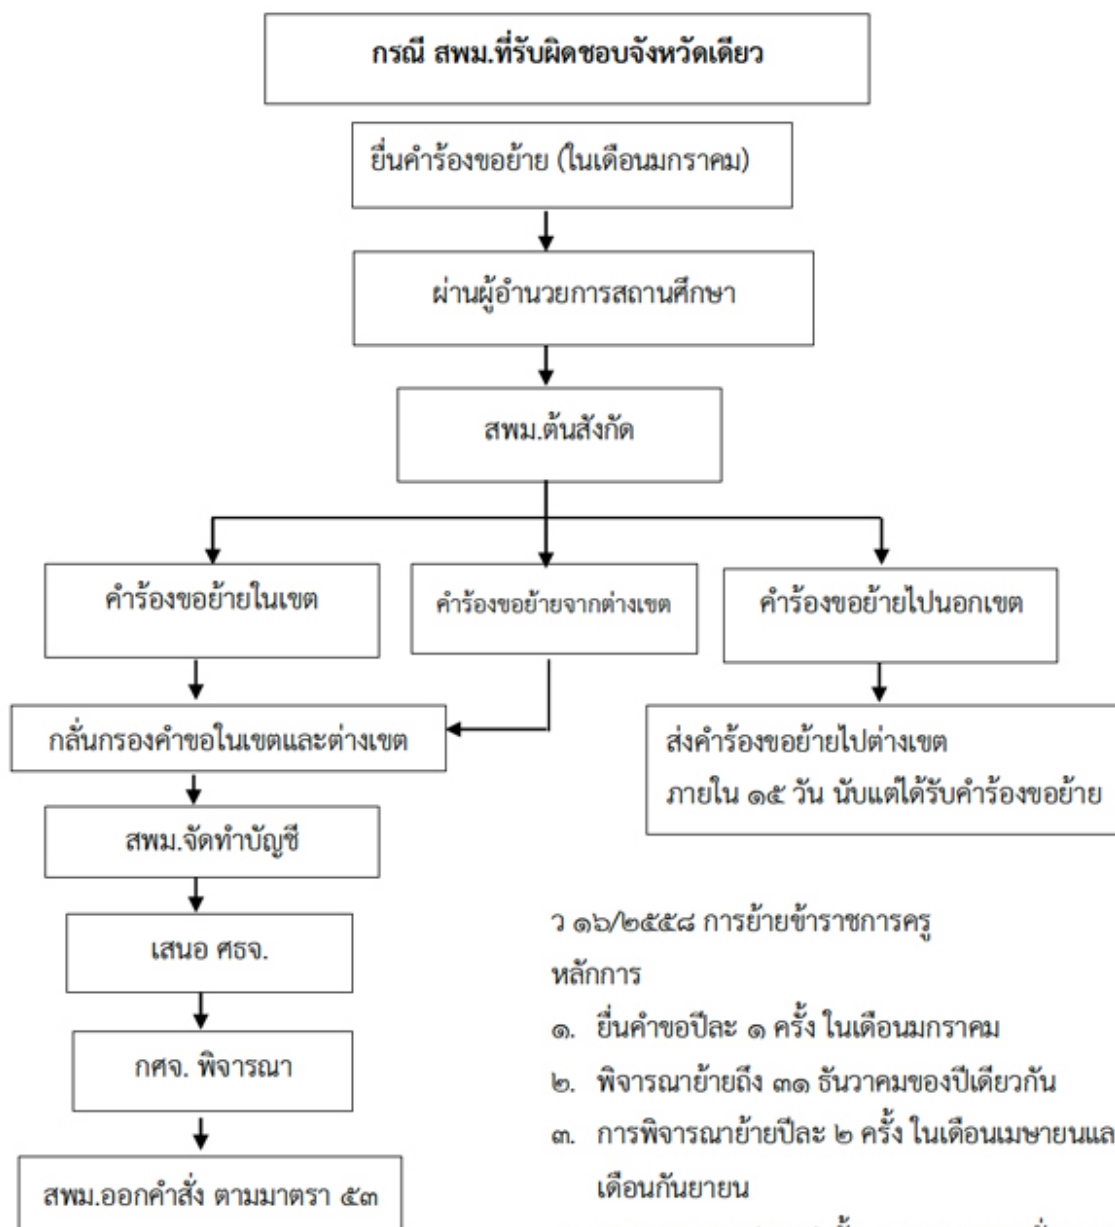 กรณี สพม.ที่รับผิดชอบจังหวัดเดียว
ยื่นคำร้องขอย้าย (ในเดือนมกราคม)
ผ่านผู้อำนวยการสถานศึกษา
สพม.ต้นสังกัด
คำร้องขอย้ายในเขต
คำร้องขอย้ายจากต่างเขต
คำร้องขอย้ายไปนอกเขต
กลั่นกรองคำขอในเขตและต่างเขต
ส่งคำร้องขอย้ายไปต่างเขต
ภายใน ๑๕ วัน นับแต่ได้รับคำร้องขอย้าย
สพม.จัดทำบัญชี
เสนอ ศธจ.
กศจ. พิจารณา
สพม.ออกคำสั่ง ตามมาตรา ๕๓
ว ๑๖/๒๕๕๘ การย้ายข้าราชการครู
หลักการ
๑. ยื่นคำขอปีละ ๑ ครั้ง ในเดือนมกราคม
๒. พิจารณาย้ายถึง ๓๑ ธันวาคมของปีเดียวกัน
๓. การพิจารณาย้ายปีละ ๒ ครั้ง ในเดือนเมษายนแล
เดือนกันยายน